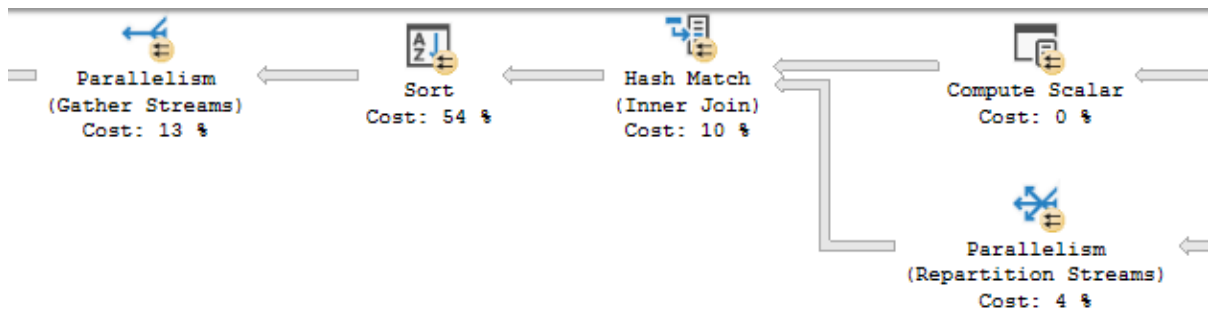 Parallelism
(Gather Streams)
Cost: 13 %
Sort
Cost: 54 %
Hash Match
(Inner Join)
Cost: 10 %
Compute Scalar
Cost: 0 %
Parallelism
(Repartition Streams)
Cost: 4 %